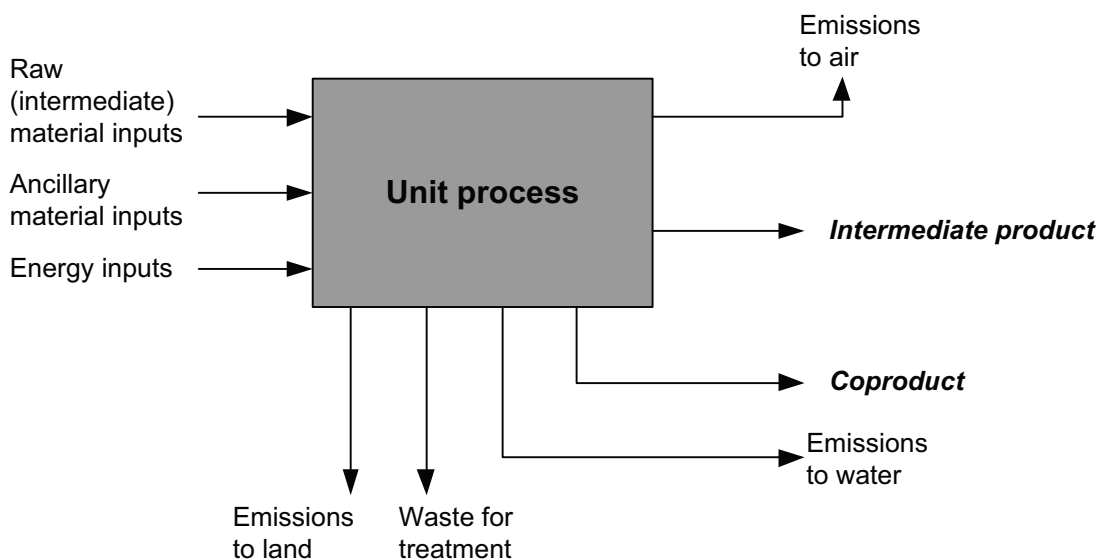 Emissions
to air
Raw
(intermediate)
material inputs
Ancillary
material inputs
Unit process
Intermediate product
Energy inputs
Coproduct
Emissions
to water
Emissions
to land
Waste for
treatment